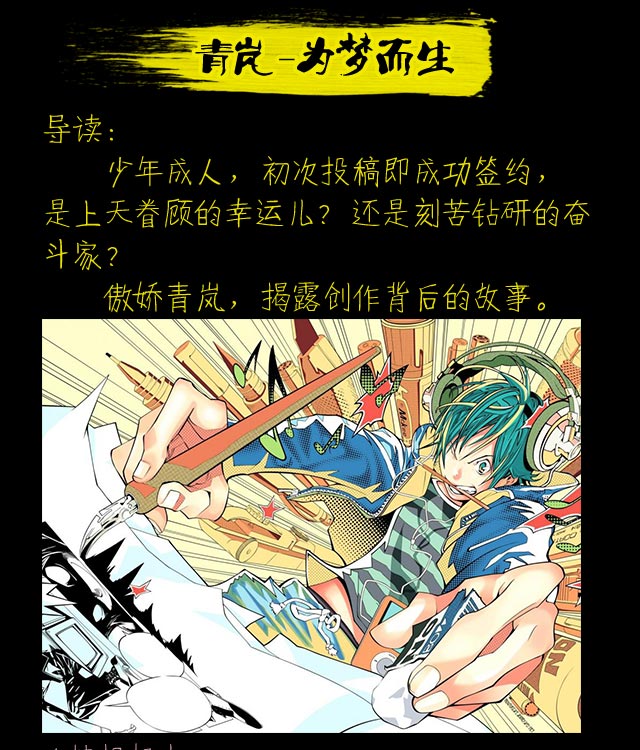 青岚-为梦而生
导读:
少年成人，初次投稿即成功签约，
是上天眷顾的幸运儿？还是刻苦钻研的奋
斗家？
傲娇青岚，揭露创作背后的故事。